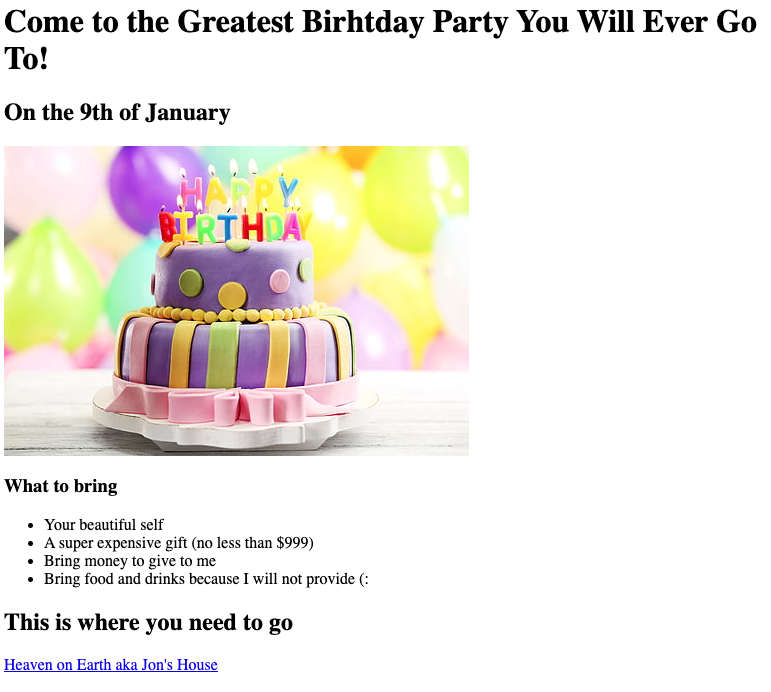 Come to the Greatest Birhtday Party You Will Ever Go
To!
On the 9th of January
HAPPY
BIRTHDAY
What to bring
Your beautiful self
A super expensive gift (no less than $999)
Bring money to give to me
Bring food and drinks because I will not provide (:
This is where you need to go
Heaven on Earth aka Jon's House